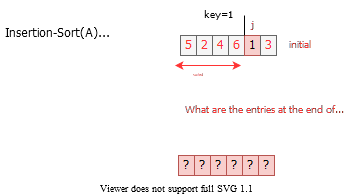 key=1
j
Insertion-Sort(A)...
5 2 4 6 1 3 initial
What are the entries at the end of...
? ? ? ? ? ?
Viewer does not support full SVG 1.1